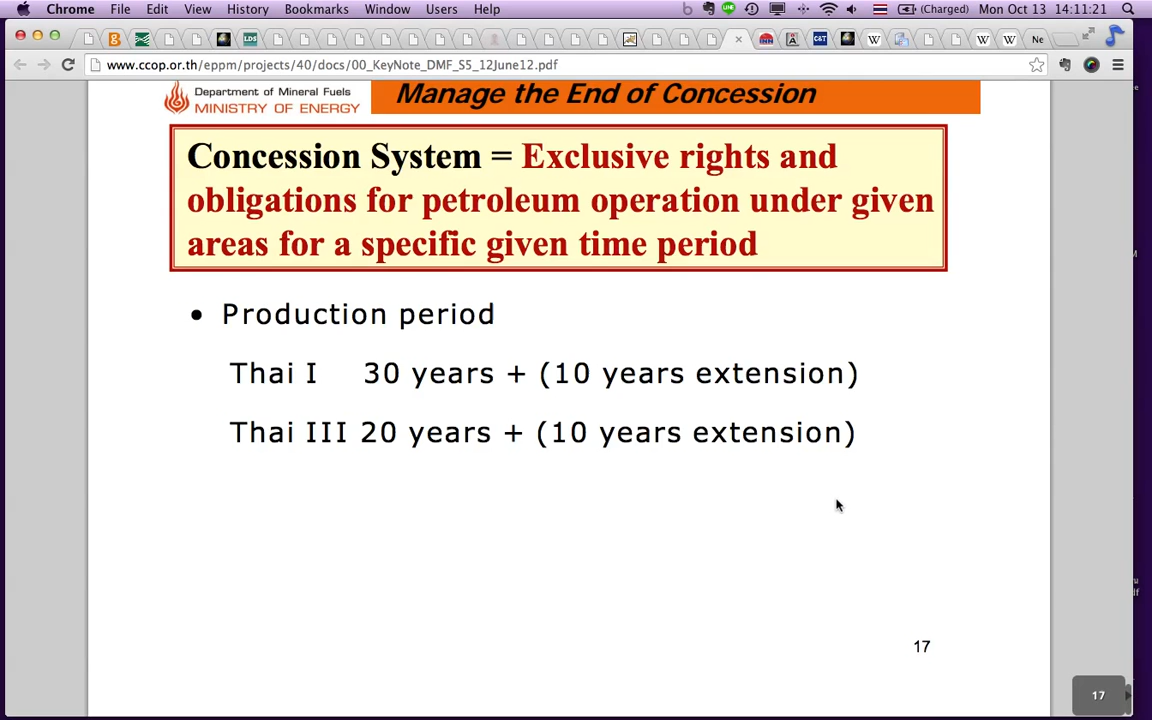 Chrome File Edit View History Bookmarks Window Users Help (Charged) Mon Oct 13 14:11:21
LDS INN A C&T W W W Ne
www.ccop.or.th/eppm/projects/40/docs/00_KeyNote_DMF_S5_12June12.pdf
Department of Mineral Fuels
MINISTRY OF ENERGY
Manage the End of Concession
Concession System = Exclusive rights and
obligations for petroleum operation under given
areas for a specific given time period
• Production period
Thai I 30 years + (10 years extension)
Thai III 20 years + (10 years extension)
17
17